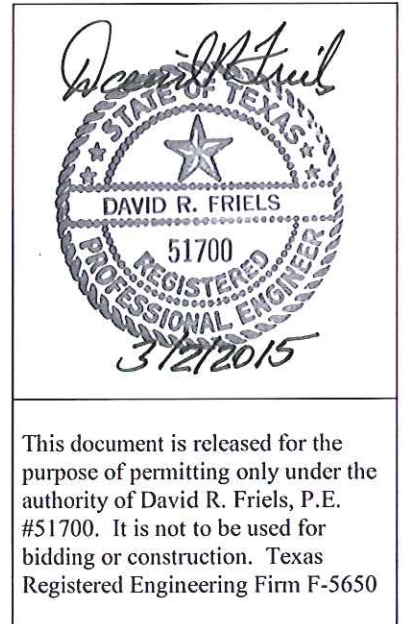 David R Friels
STATE OF TEXAS
DAVID R. FRIELS
51700
REGISTERED
PROFESSIONAL ENGINEER
3/2/2015
This document is released for the
purpose of permitting only under the
authority of David R. Friels, P.E.
#51700. It is not to be used for
bidding or construction. Texas
Registered Engineering Firm F-5650